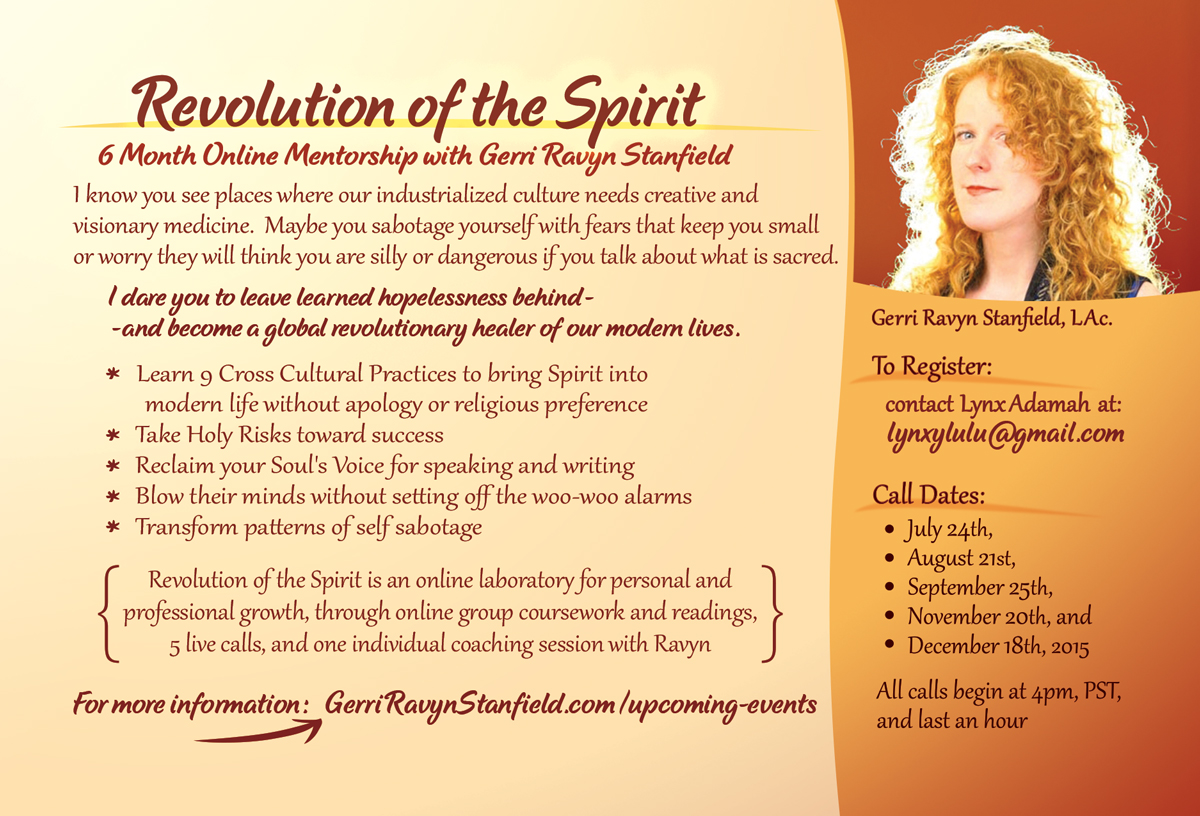 Revolution of the Spirit
6 Month Online Mentorship with Gerri Ravyn Stanfield
I know you see places where our industrialized culture needs creative and
visionary medicine. Maybe you sabotage yourself with fears that keep you small
or worry they will think you are silly or dangerous if you talk about what is sacred.
I dare you to leave learned hopelessness behind-
-and become a global revolutionary healer of our modern lives.
* Learn 9 Cross Cultural Practices to bring Spirit into
modern life without apology or religious preference
* Take Holy Risks toward success
* Reclaim your Soul's Voice for speaking and writing
* Blow their minds without setting off the woo-woo alarms
* Transform patterns of self sabotage
{ Revolution of the Spirit is an online laboratory for personal and
professional growth, through online group coursework and readings,
5 live calls, and one individual coaching session with Ravyn }
For more information: GerriRavynStanfield.com/upcoming-events
Gerri Ravyn Stanfield, LAc.
To Register:
contact Lynx Adamah at:
lynxylulu@gmail.com
Call Dates:
• July 24th,
• August 21st,
• September 25th,
• November 20th, and
• December 18th, 2015
All calls begin at 4pm, PST,
and last an hour